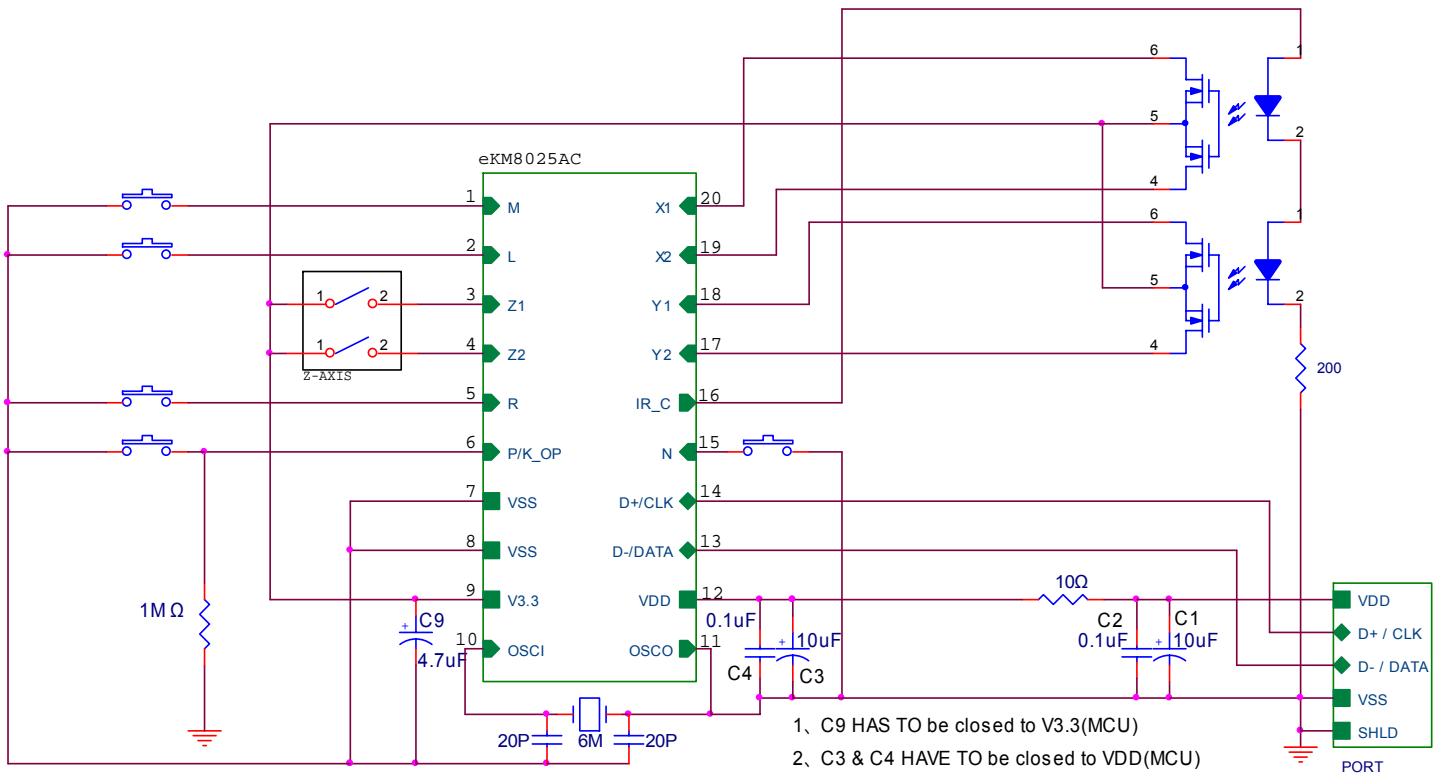 eKM8025AC
1
M
2
L
1
2
3
Z1
1
2
4
Z2
Z-AXIS
5
R
6
P/K_OP
7
VSS
8
VSS
9
V3.3
10
OSCI
20
X1
19
X2
18
Y1
17
Y2
16
IR_C
15
N
14
D+/CLK
13
D-/DATA
12
VDD
11
OSCO
6
5
4
1
2
6
5
4
1
2
200
1MΩ
C9
+
4.7uF
20P
6M
20P
0.1uF
C4
+
10uF
C3
10Ω
C2
0.1uF
C1
+
10uF
VDD
D+ / CLK
D- / DATA
VSS
SHLD
PORT
1、C9 HAS TO be closed to V3.3(MCU)
2、C3 & C4 HAVE TO be closed to VDD(MCU)